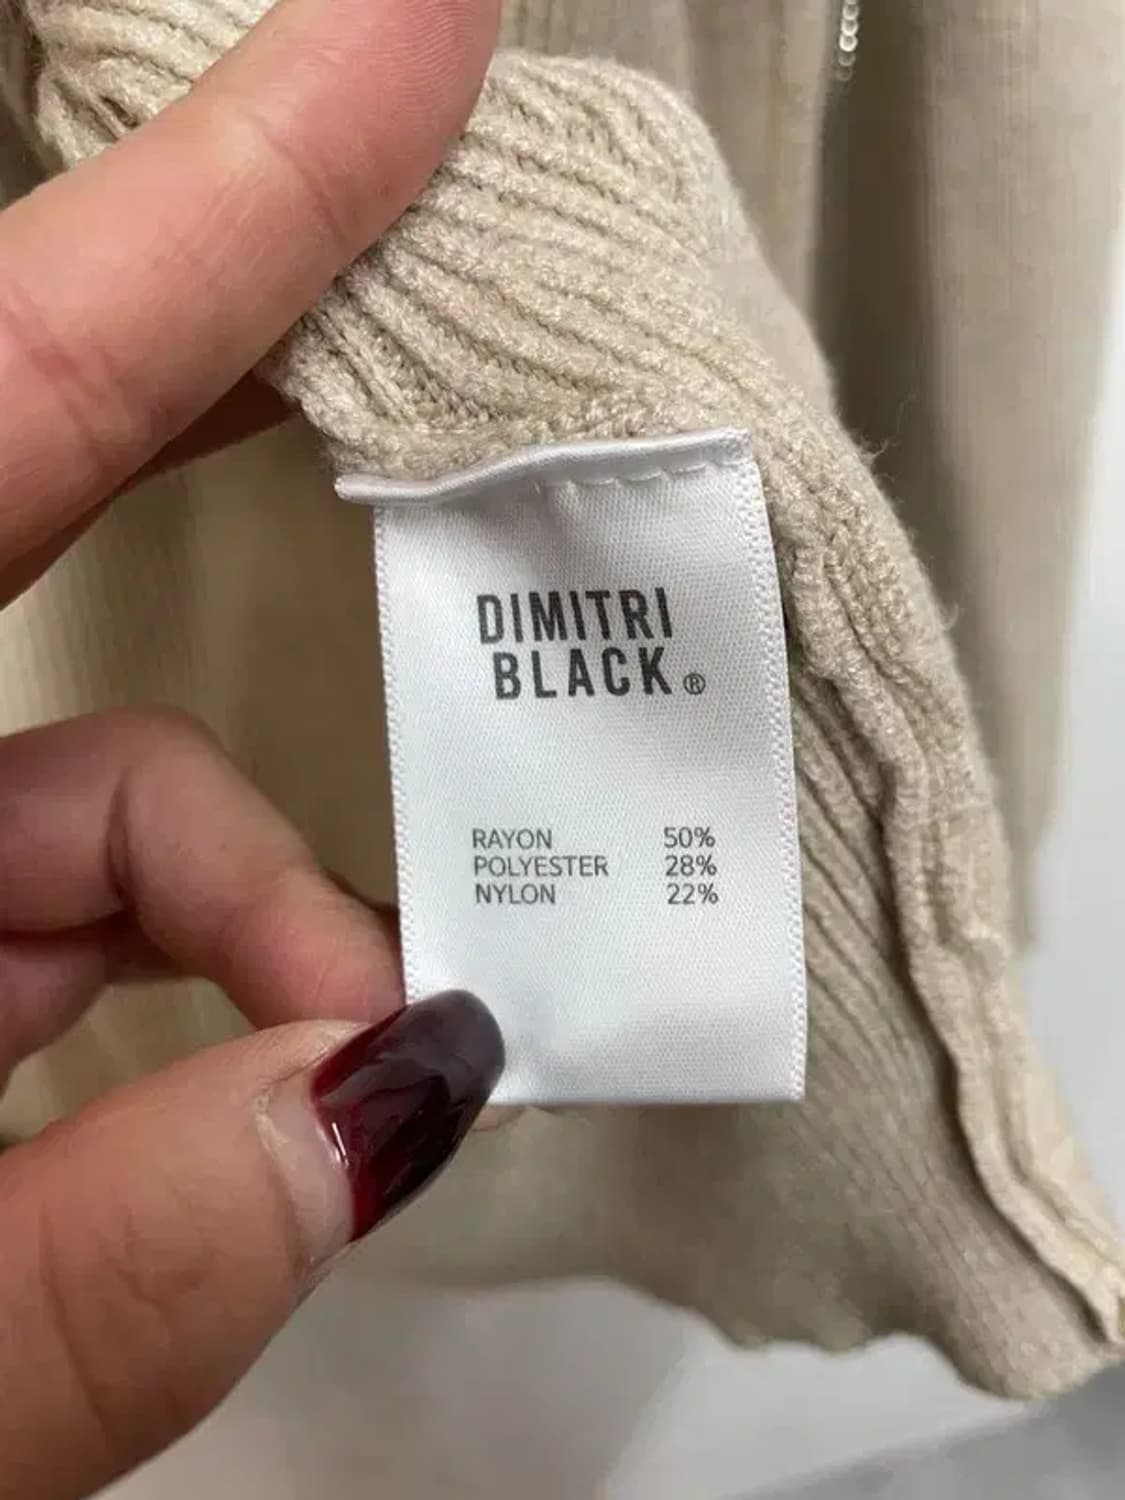 DIMITRI
BLACK®
RAYON 50%
POLYESTER 28%
NYLON 22%